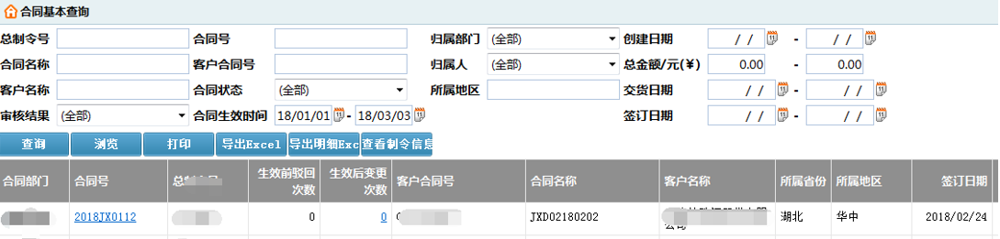 合同基本查询
总制令号 合同号 归属部门 (全部) 创建日期 / / - / /
合同名称 客户合同号 归属人 (全部) 总金额/元(¥) 0.00 - 0.00
客户名称 合同状态 (全部) 所属地区 交货日期 / / - / /
审核结果 (全部) 合同生效时间 18/01/01 - 18/03/03 签订日期 / / - / /
查询 浏览 打印 导出Excel 导出明细Exc 查看制令信息
合同部门 合同号 生效前驳回次数 生效后变更次数 客户合同号 合同名称 客户名称 所属省份 所属地区 签订日期
2018JX0112 0 0 JXD02180202 湖北 华中 2018/02/24
公司